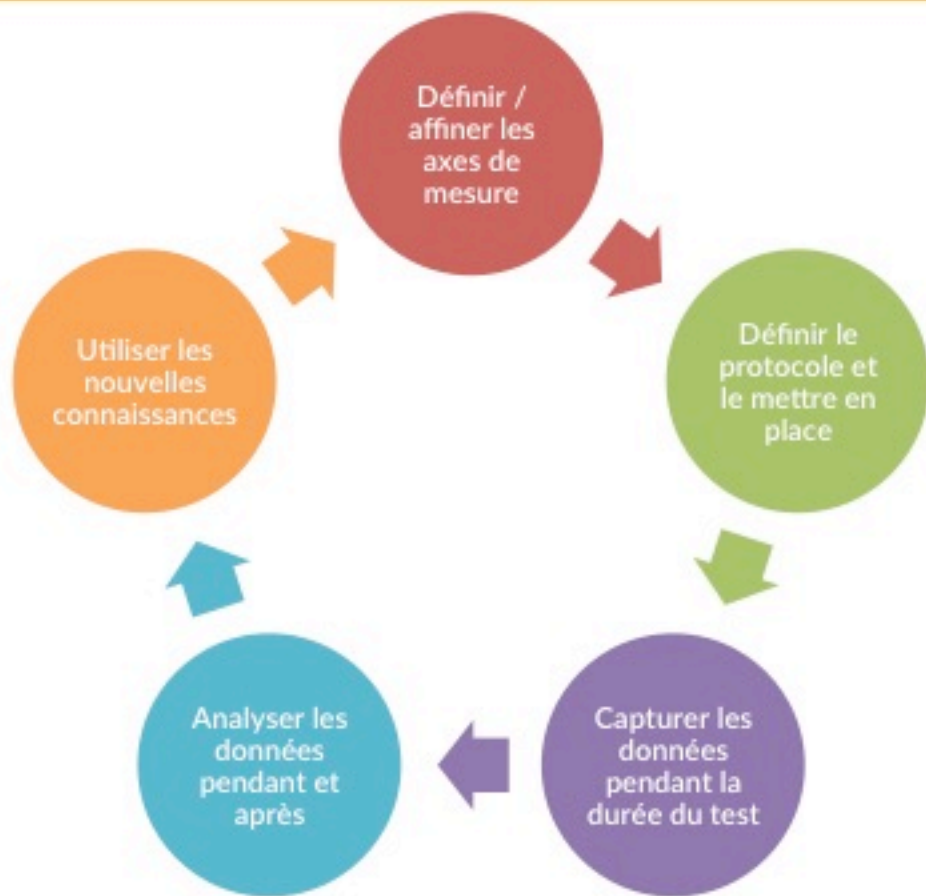 Définir /
affiner les
axes de
mesure
Définir le
protocole et
le mettre en
place
Capturer les
données
pendant la
durée du test
Analyser les
données
pendant et
après
Utiliser les
nouvelles
connaissances